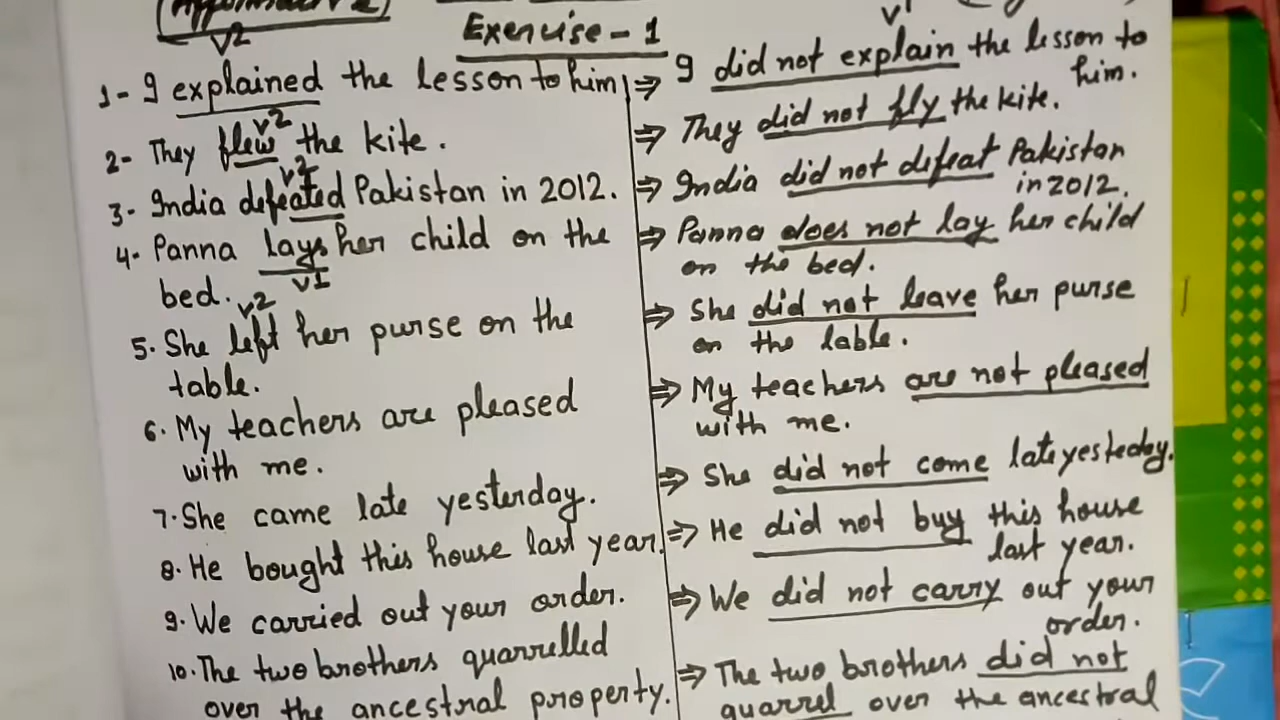 V2
Exercise - 1
V1
1- I explained the lesson to him ⇒ I did not explain the lesson to
him.
V2
2- They flew the kite. ⇒ They did not fly the kite.
V2
3- India defeated Pakistan in 2012. ⇒ India did not defeat Pakistan
in 2012.
4- Panna lays her child on the ⇒ Panna does not lay her child
V1
bed. on the bed.
V2
5. She left her purse on the ⇒ She did not leave her purse
table. on the lable.
6. My teachers are pleased ⇒ My teachers are not pleased
with me. with me.
7. She came late yesterday. ⇒ She did not come late yesterday.
8. He bought this house last year. ⇒ He did not buy this house
last year.
9. We carried out your order. ⇒ We did not carry out your
order.
10. The two brothers quarrelled ⇒ The two brothers did not
over the ancestral property. quarrel over the ancestral